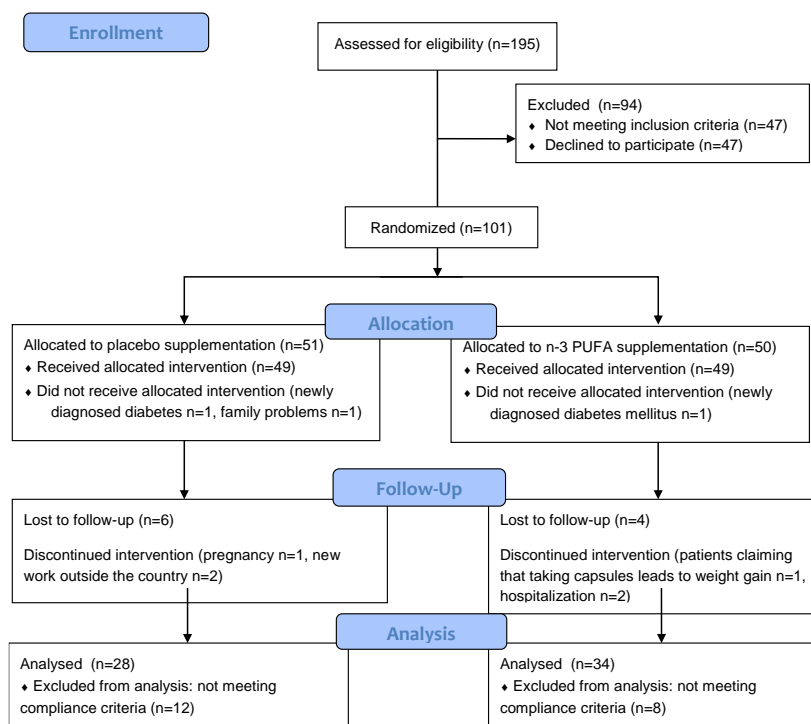 Enrollment
Assessed for eligibility (n=195)
Excluded (n=94)
♦ Not meeting inclusion criteria (n=47)
♦ Declined to participate (n=47)
Randomized (n=101)
Allocation
Allocated to placebo supplementation (n=51)
♦ Received allocated intervention (n=49)
♦ Did not receive allocated intervention (newly
diagnosed diabetes n=1, family problems n=1)
Allocated to n-3 PUFA supplementation (n=50)
♦ Received allocated intervention (n=49)
♦ Did not receive allocated intervention (newly
diagnosed diabetes mellitus n=1)
Follow-Up
Lost to follow-up (n=6)
Discontinued intervention (pregnancy n=1, new
work outside the country n=2)
Lost to follow-up (n=4)
Discontinued intervention (patients claiming
that taking capsules leads to weight gain n=1,
hospitalization n=2)
Analysis
Analysed (n=28)
♦ Excluded from analysis: not meeting
compliance criteria (n=12)
Analysed (n=34)
♦ Excluded from analysis: not meeting
compliance criteria (n=8)